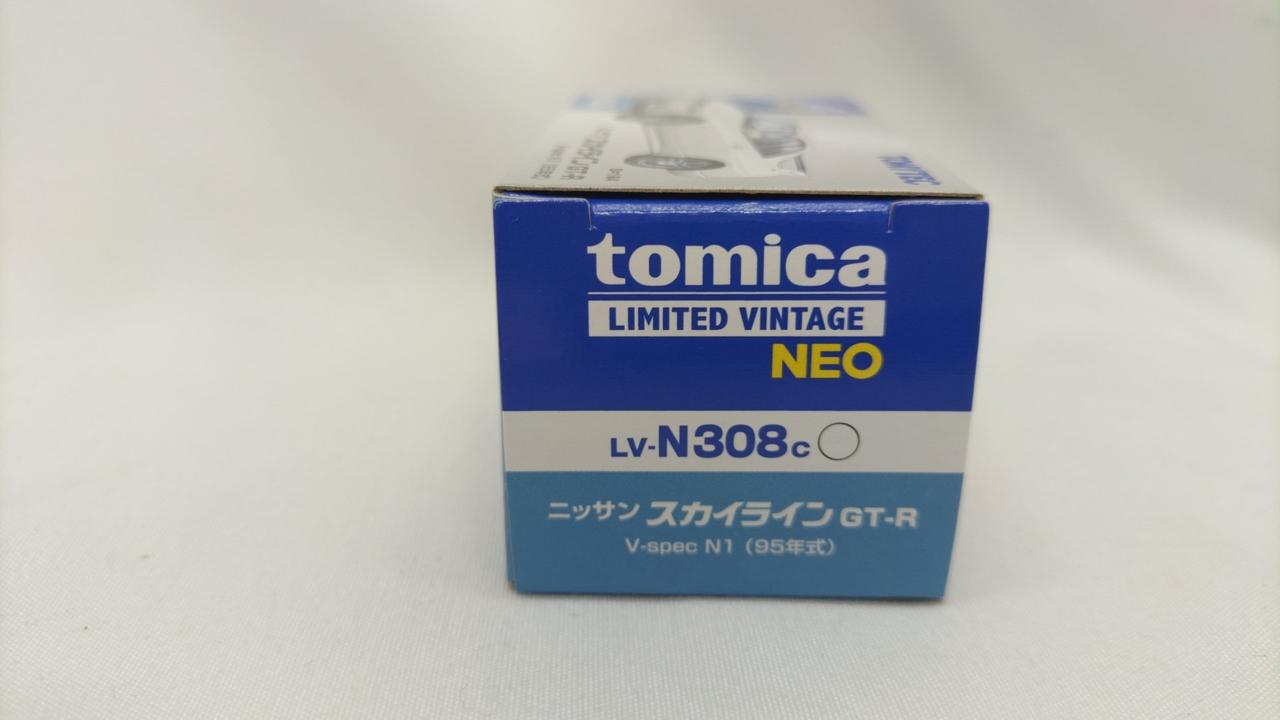 TOMYTEC
tomica
LIMITED VINTAGE
NEO
LV-N308c
ニッサン スカイライン GT-R
V-spec N1（95年式）